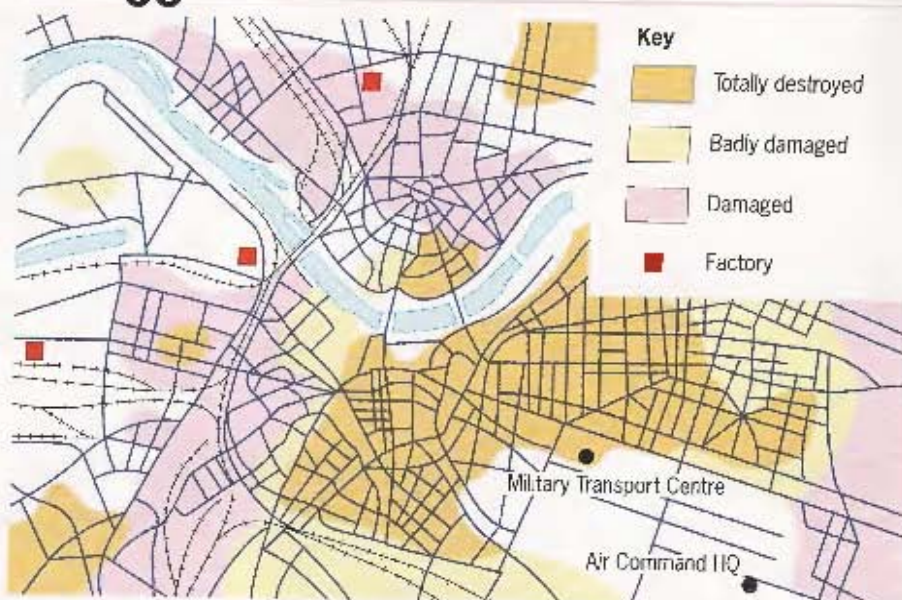 Key
Totally destroyed
Badly damaged
Damaged
Factory
Military Transport Centre
Air Command HQ